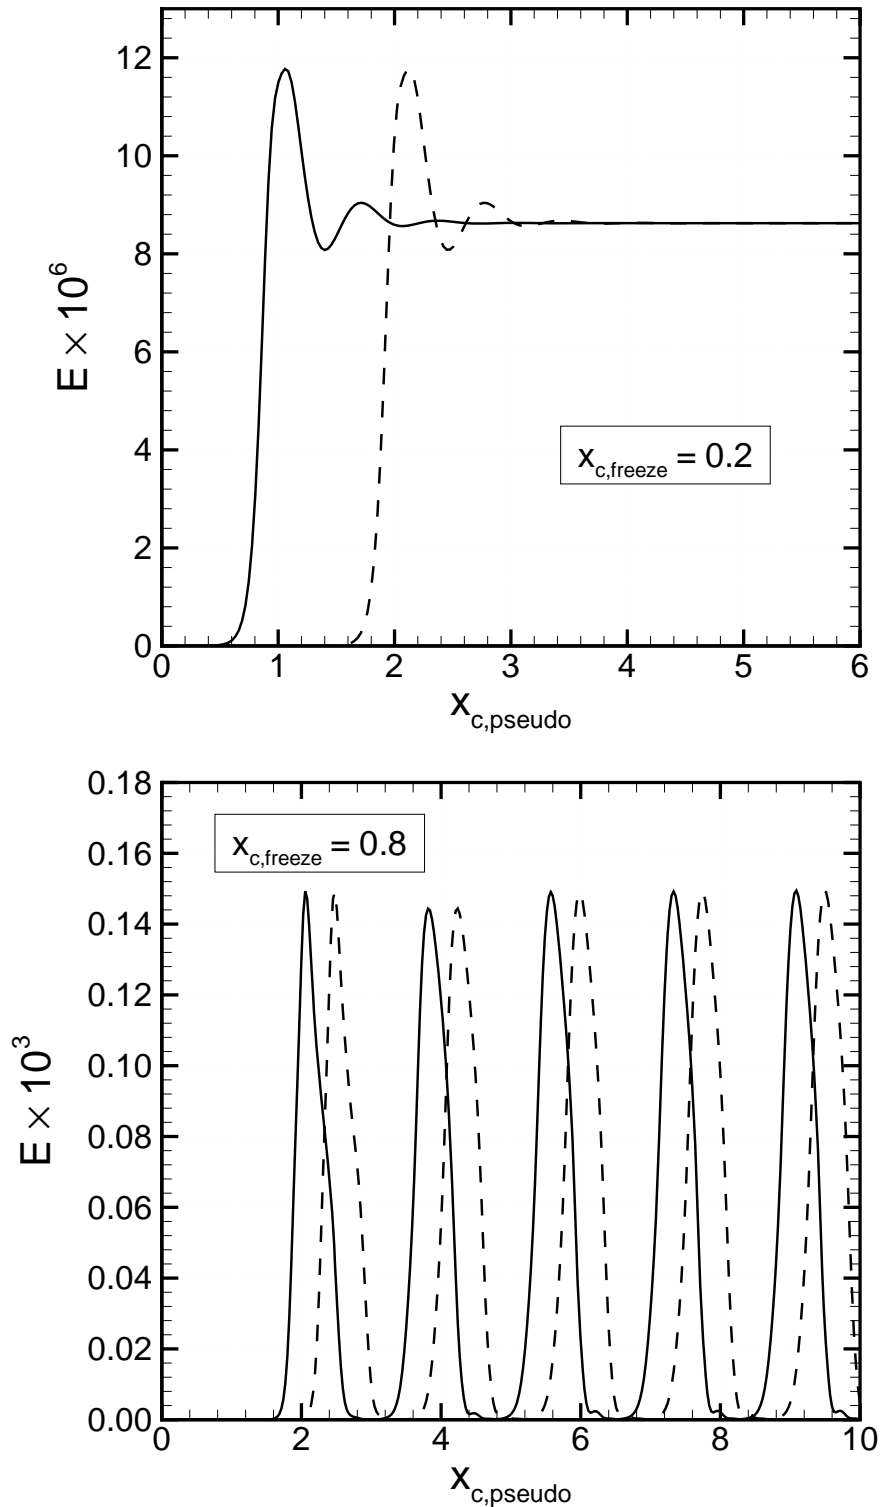 12
10
8
6
4
2
0
E × 10⁶
x_c,freeze = 0.2
0 1 2 3 4 5 6
x_c,pseudo
0.18
0.16
0.14
0.12
0.10
0.08
0.06
0.04
0.02
0.00
E × 10³
x_c,freeze = 0.8
0 2 4 6 8 10
x_c,pseudo